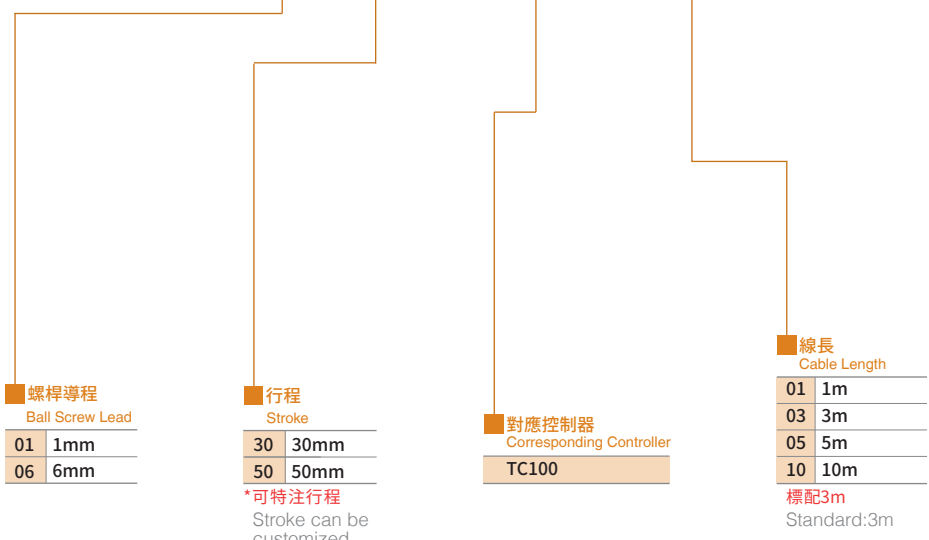 螺桿導程
Ball Screw Lead
01 1mm
06 6mm
行程
Stroke
30 30mm
50 50mm
*可特注行程
Stroke can be
customized
對應控制器
Corresponding Controller
TC100
線長
Cable Length
01 1m
03 3m
05 5m
10 10m
標配3m
Standard:3m